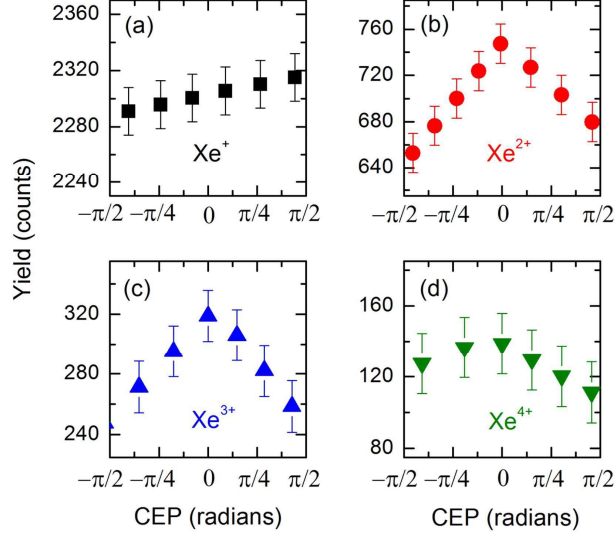 (a)
2360
2320
2280
2240
Xe⁺
−π/2 −π/4 0 π/4 π/2
(b)
760
720
680
640
Xe²⁺
−π/2 −π/4 0 π/4 π/2
Yield (counts)
(c)
320
280
240
Xe³⁺
−π/2 −π/4 0 π/4 π/2
CEP (radians)
(d)
160
120
80
Xe⁴⁺
−π/2 −π/4 0 π/4 π/2
CEP (radians)